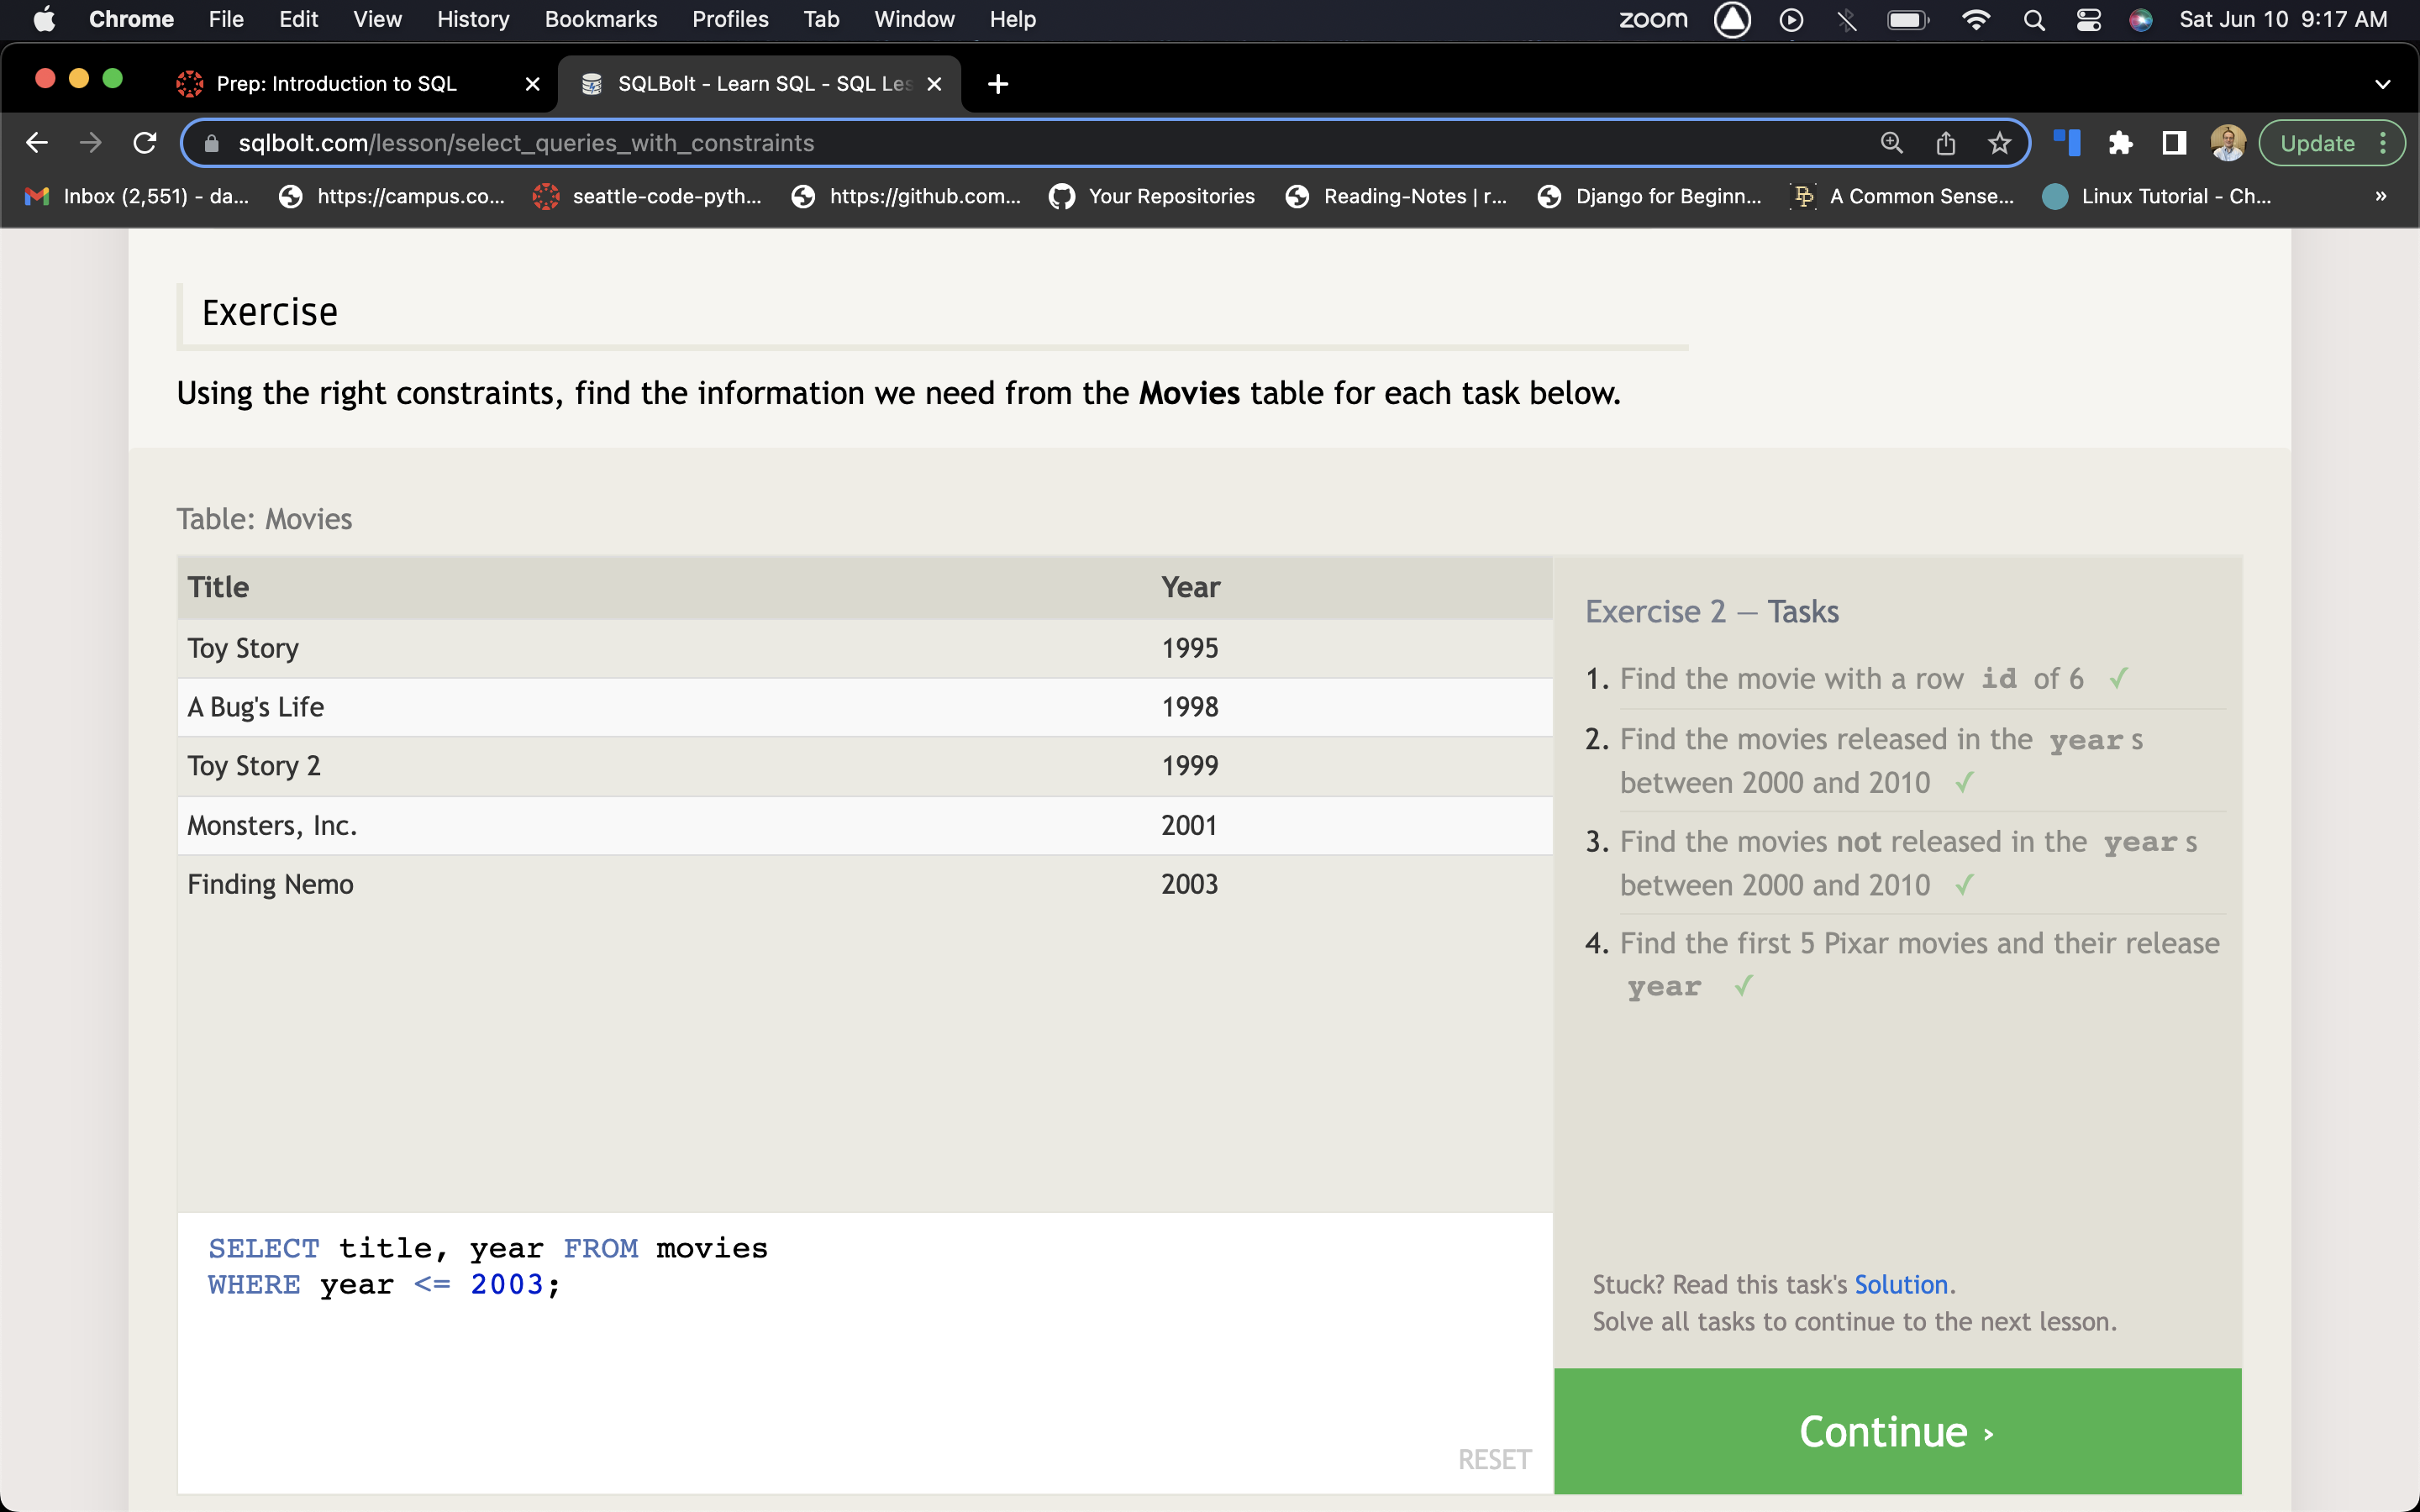 Chrome File Edit View History Bookmarks Profiles Tab Window Help zoom Sat Jun 10 9:17 AM
Prep: Introduction to SQL SQLBolt - Learn SQL - SQL Les
sqlbolt.com/lesson/select_queries_with_constraints Update
Inbox (2,551) - da... https://campus.co... seattle-code-pyth... https://github.com... Your Repositories Reading-Notes | r... Django for Beginn... A Common Sense... Linux Tutorial - Ch... »
Exercise
Using the right constraints, find the information we need from the Movies table for each task below.
Table: Movies
Title Year
Toy Story 1995
A Bug's Life 1998
Toy Story 2 1999
Monsters, Inc. 2001
Finding Nemo 2003
SELECT title, year FROM movies
WHERE year <= 2003;
RESET
Exercise 2 — Tasks
1. Find the movie with a row id of 6 ✓
2. Find the movies released in the year s
between 2000 and 2010 ✓
3. Find the movies not released in the year s
between 2000 and 2010 ✓
4. Find the first 5 Pixar movies and their release
year ✓
Stuck? Read this task's Solution.
Solve all tasks to continue to the next lesson.
Continue ›